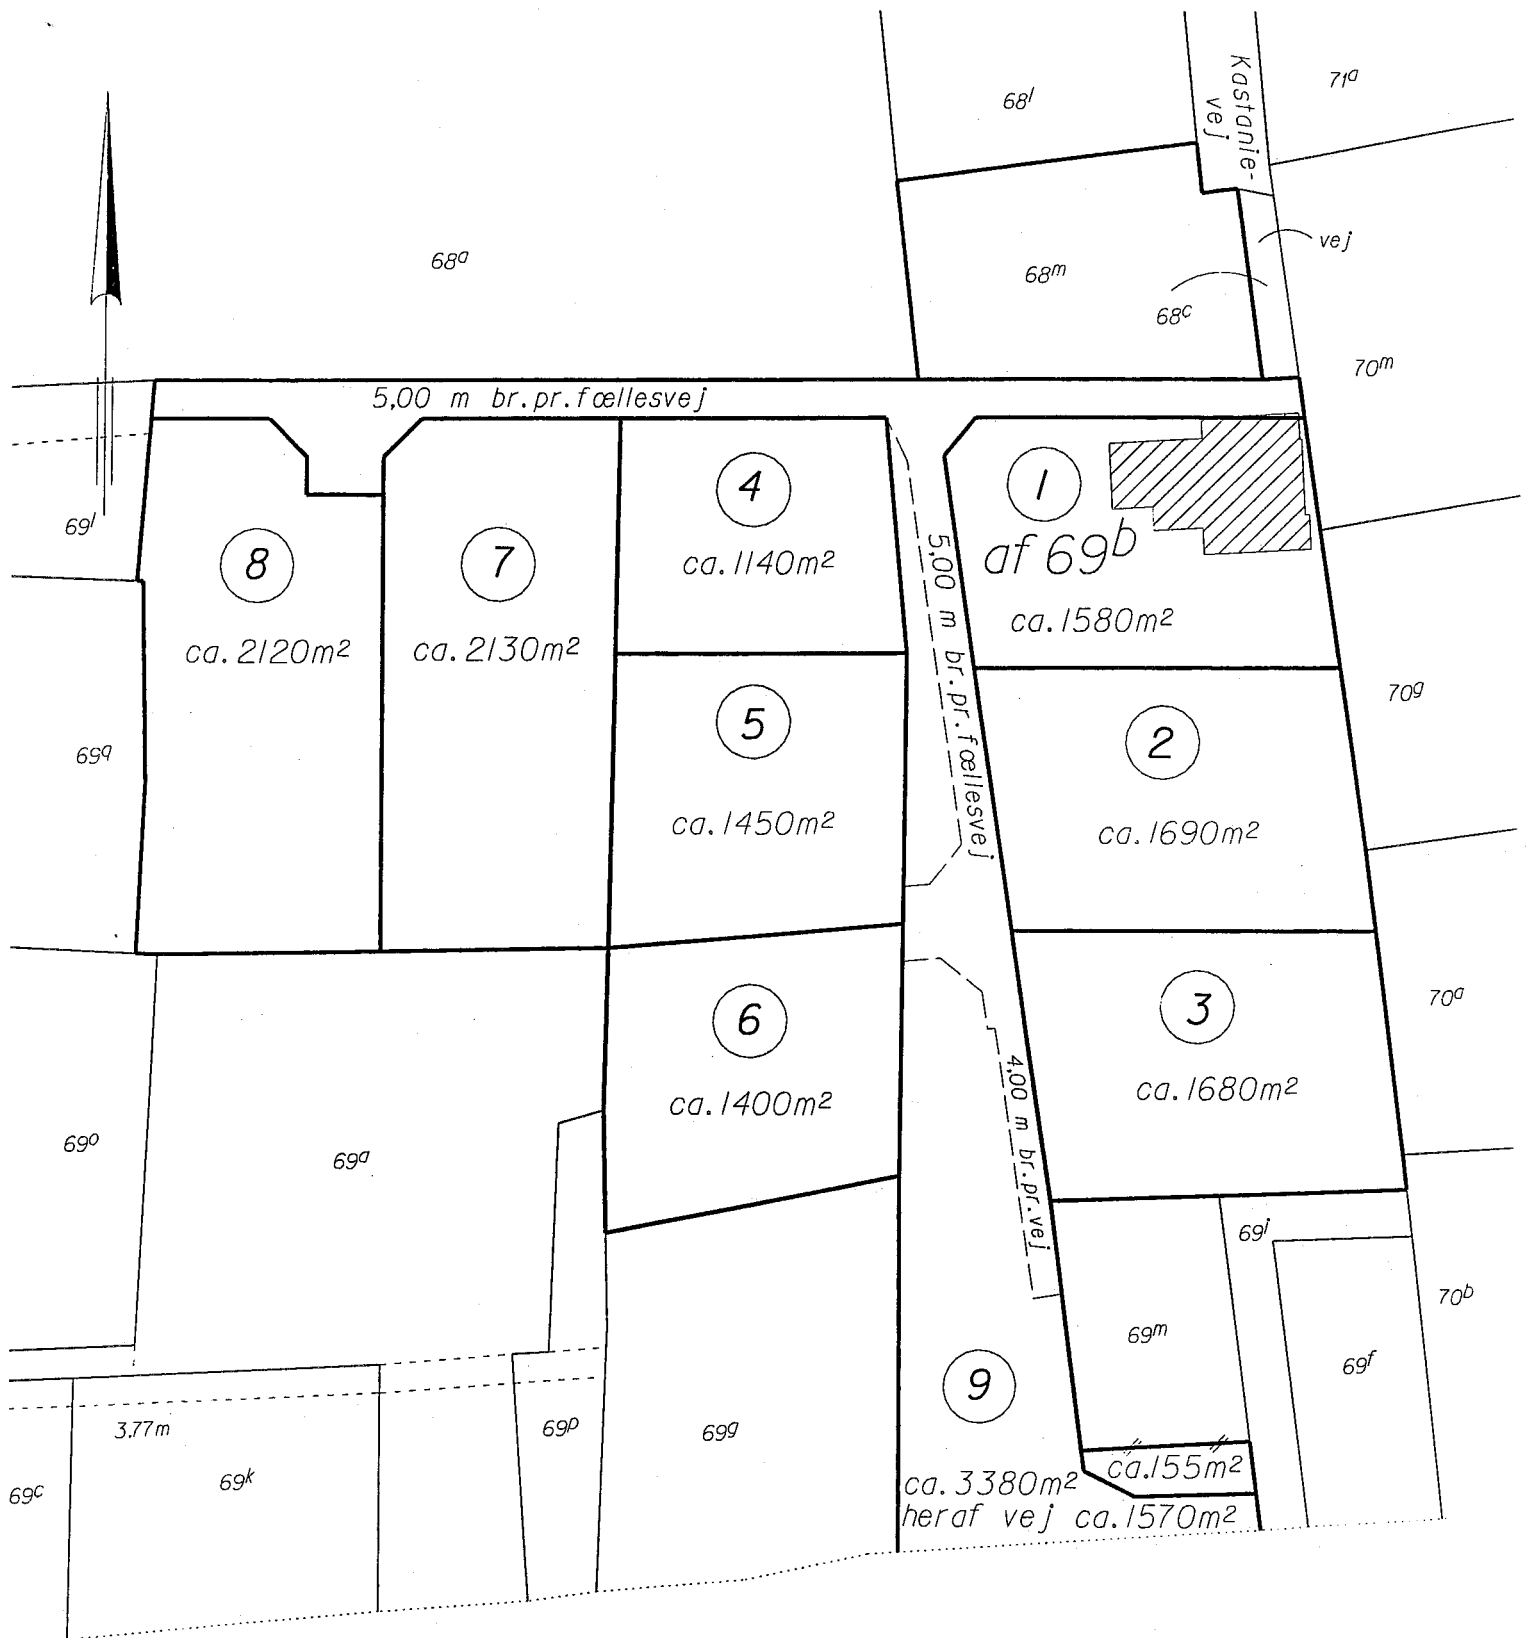 Kastanie-
vej
71a
68l
68a
68m
vej
68c
70m
5,00 m br.pr.fællesvej
1
af 69b
ca.1580m²
4
ca.1140m²
69l
8
ca.2120m²
7
ca.2130m²
5,00 m br.pr.fællesvej
70g
69q
5
ca.1450m²
2
ca.1690m²
3
ca.1680m²
70a
6
ca.1400m²
4,00 m br.pr.vej
69o
69a
69i
70b
69m
69f
9
ca.3380m²
heraf vej ca.1570m²
ca.155m²
3.77m
69p
69g
69c
69k